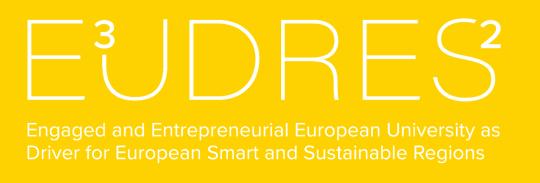 E³UDRES²
Engaged and Entrepreneurial European University as
Driver for European Smart and Sustainable Regions